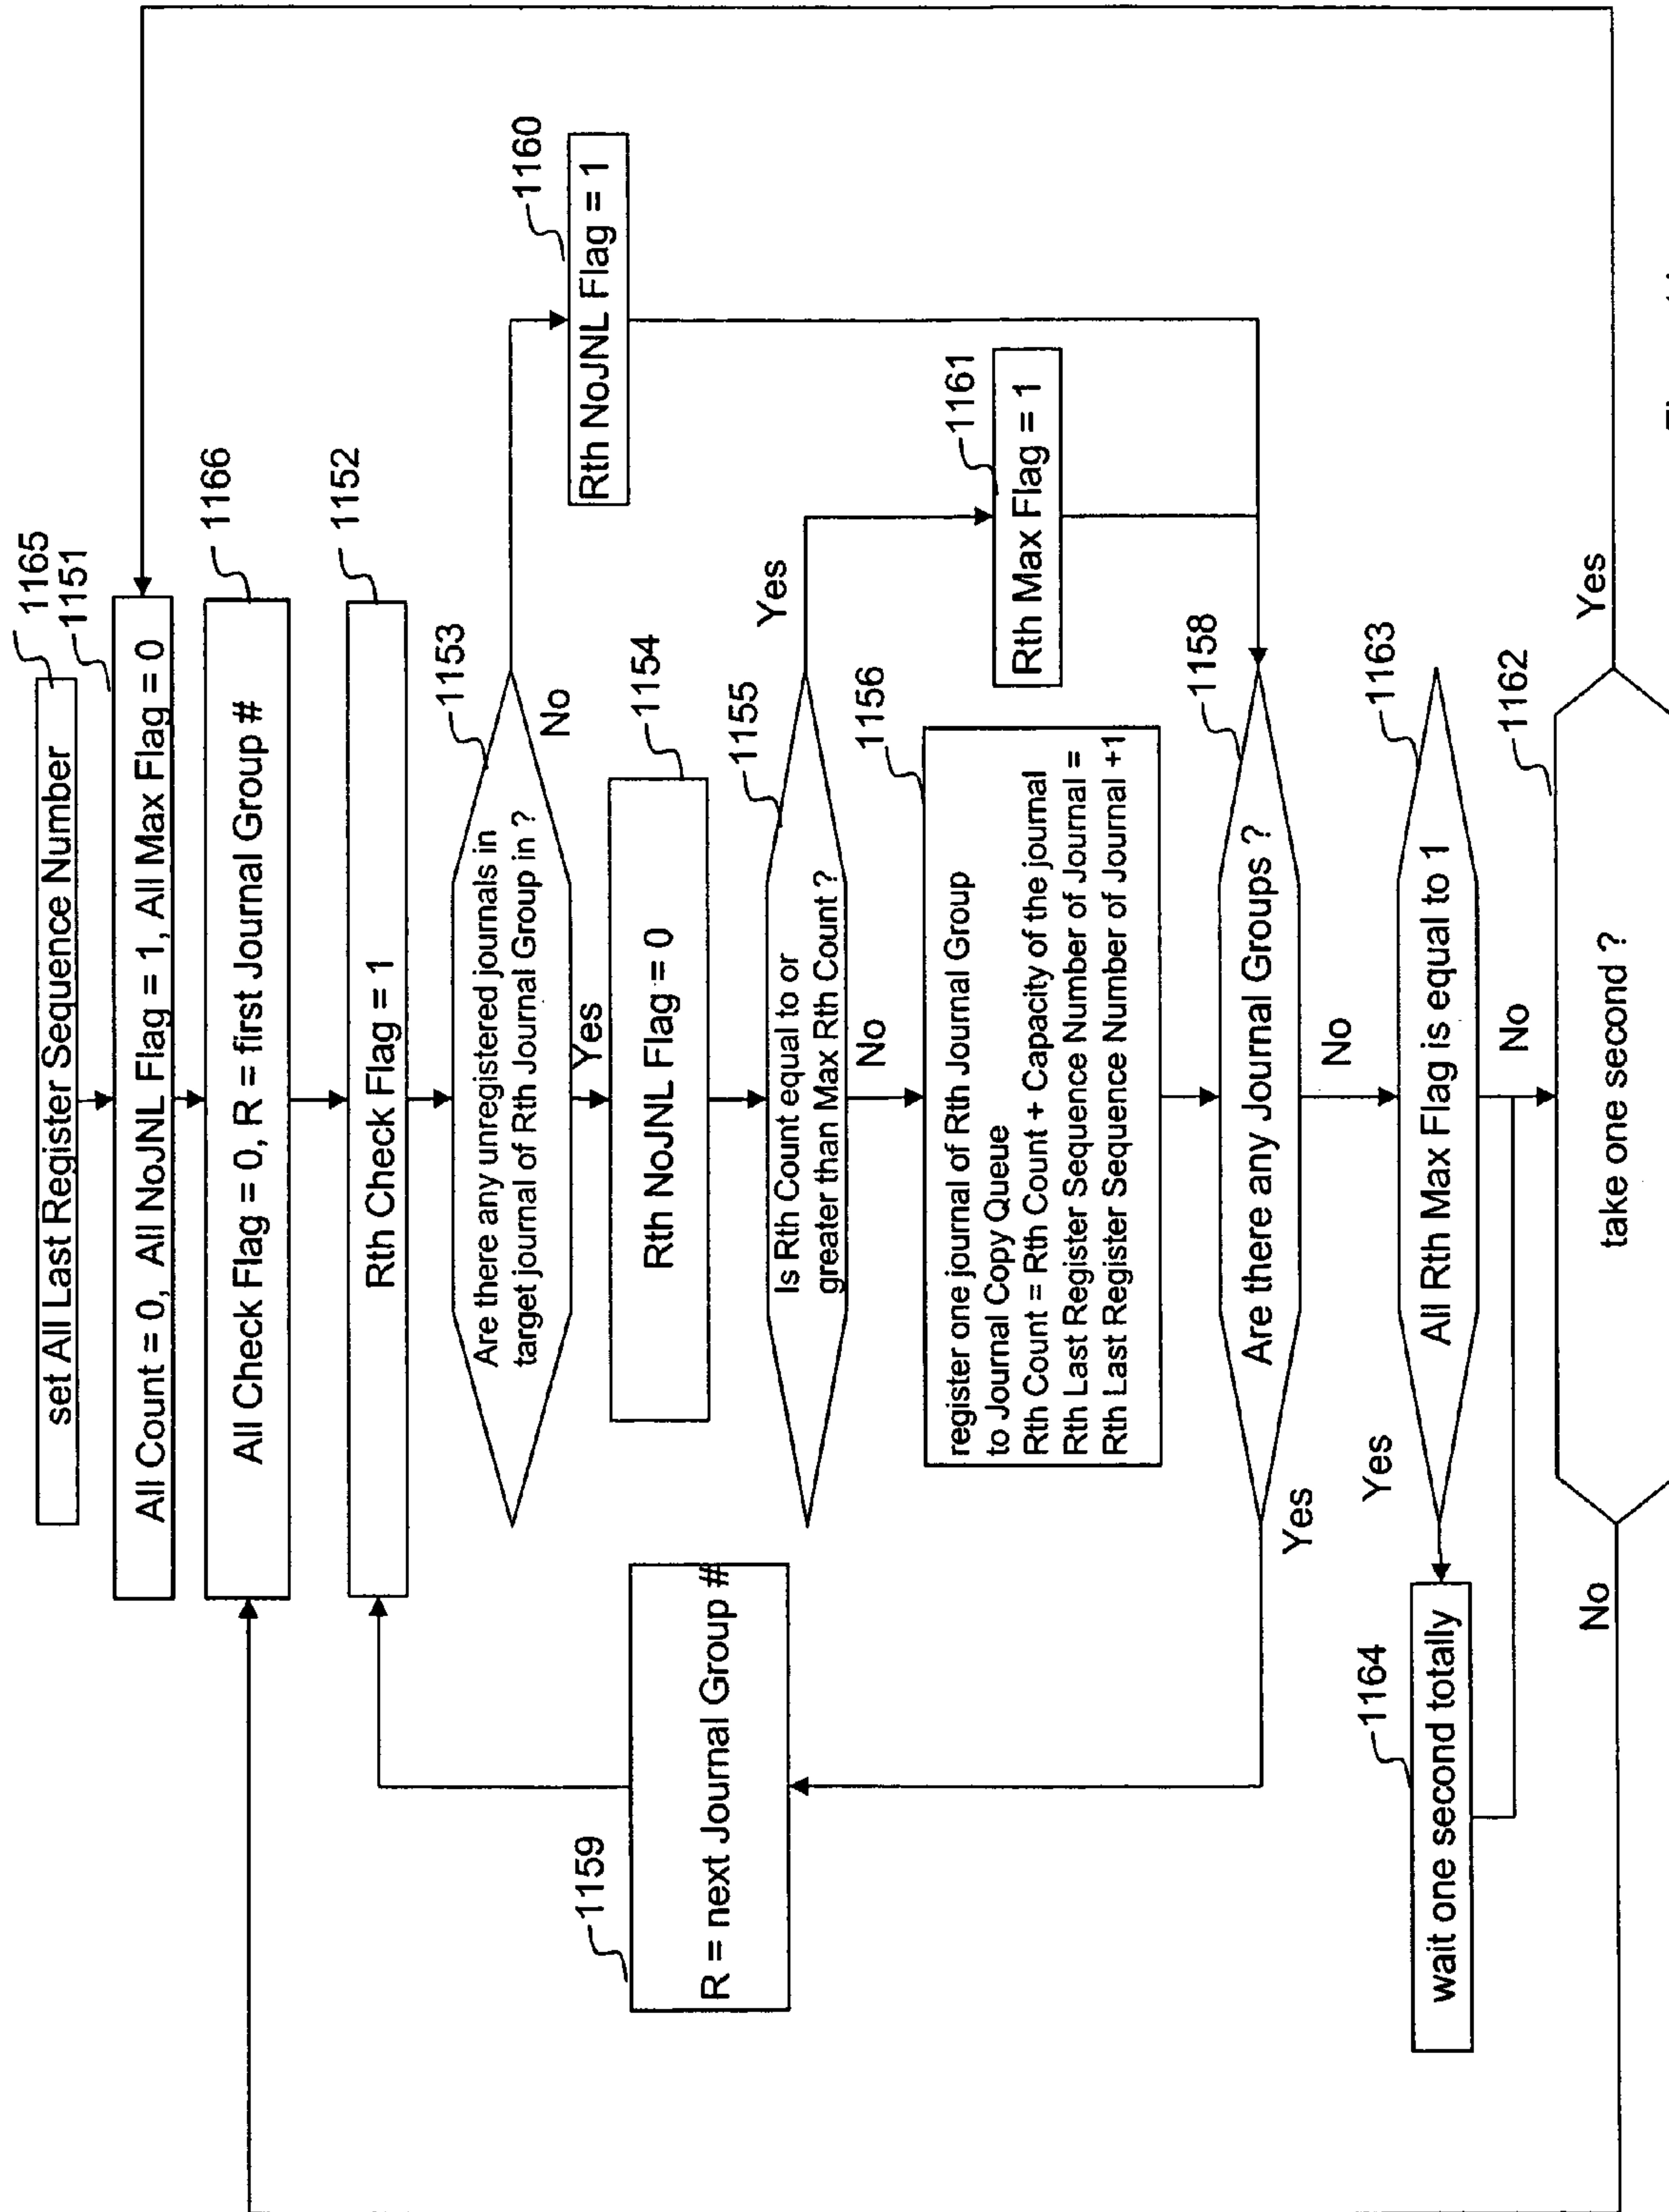 set All Last Register Sequence Number
1165
1151
All Count = 0, All NoJNL Flag = 1, All Max Flag = 0
1166
All Check Flag = 0, R = first Journal Group #
1152
Rth Check Flag = 1
1153
Are there any unregistered journals in
target journal of Rth Journal Group in ?
No
Yes
1160
Rth NoJNL Flag = 1
1154
Rth NoJNL Flag = 0
1159
R = next Journal Group #
1155
Is Rth Count equal to or
greater than Max Rth Count ?
Yes
No
1156
register one journal of Rth Journal Group
to Journal Copy Queue
Rth Count = Rth Count + Capacity of the journal
Rth Last Register Sequence Number of Journal =
Rth Last Register Sequence Number of Journal +1
1161
Rth Max Flag = 1
1158
Are there any Journal Groups ?
Yes
No
1163
All Rth Max Flag is equal to 1
Yes
No
1164
wait one second totally
1162
take one second ?
No
Yes